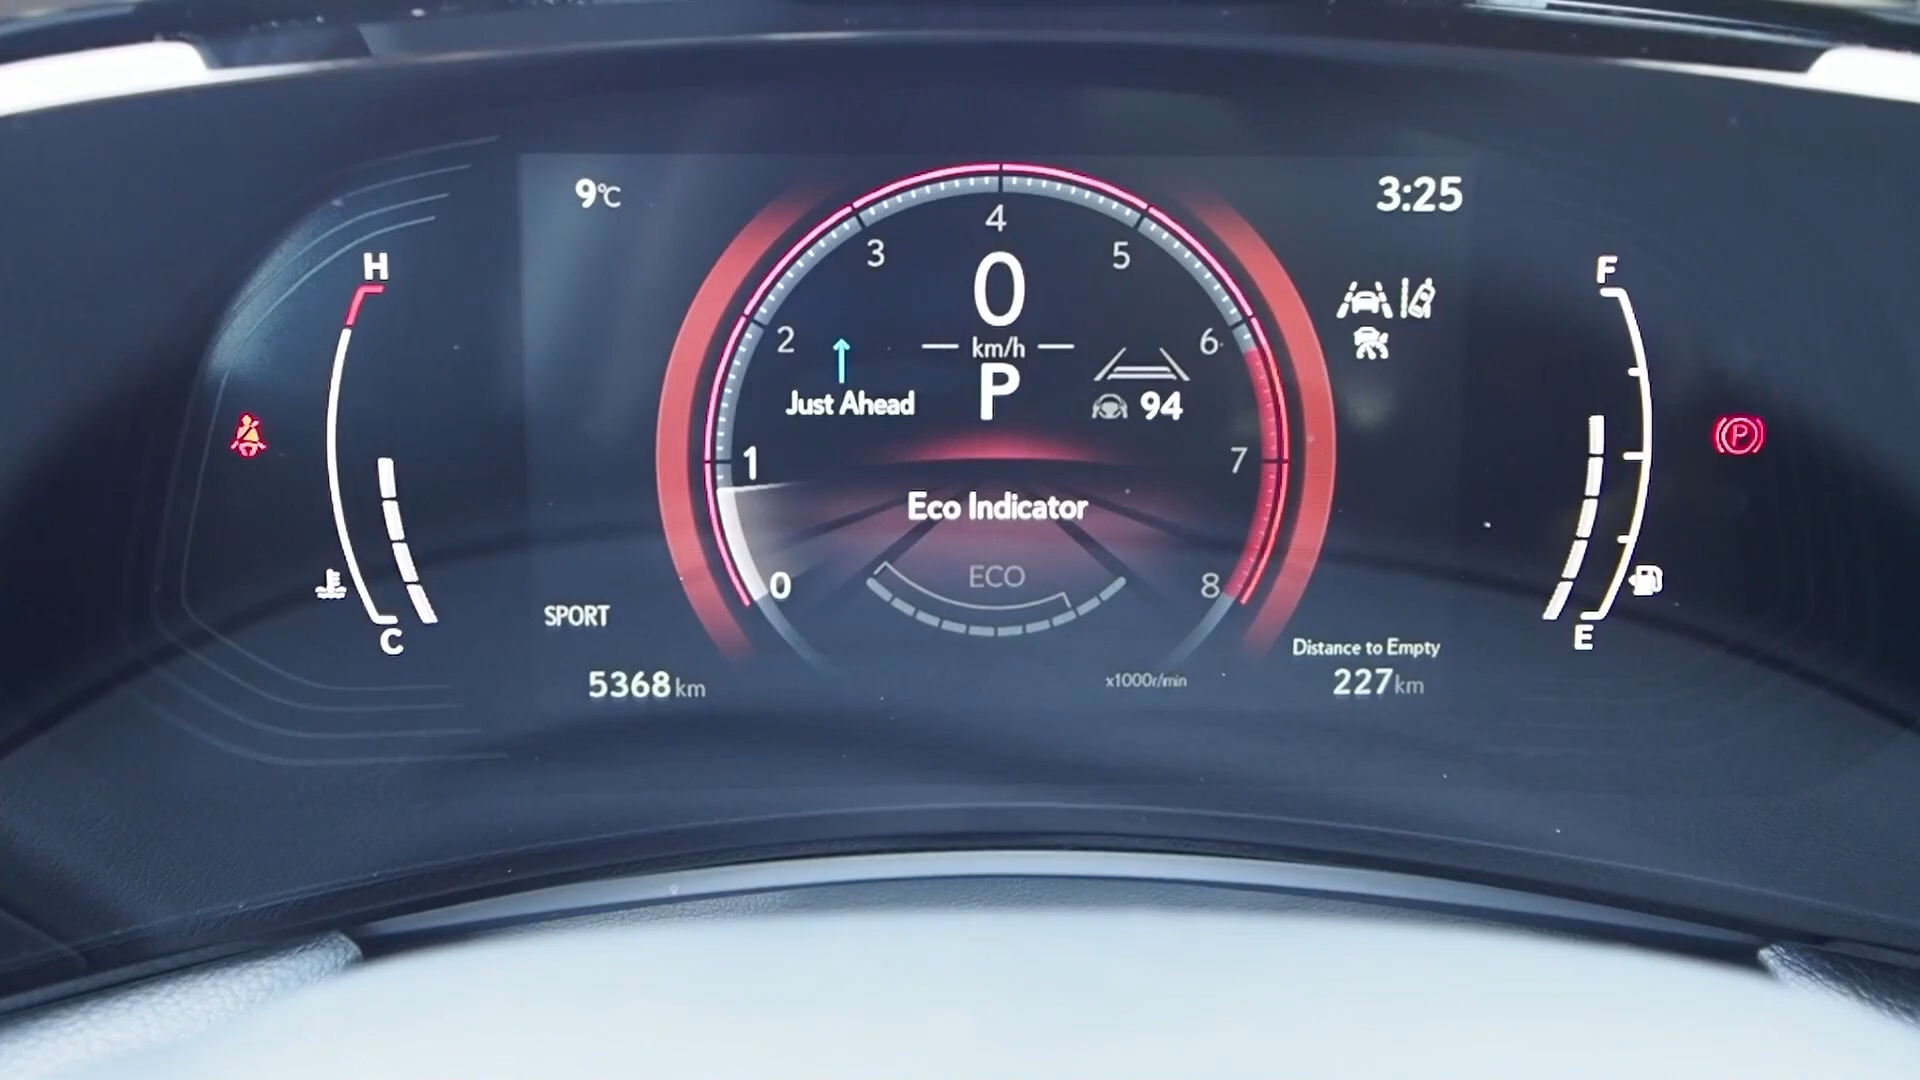 9°C
3:25
H
F
4
3
5
0
2
6
km/h
P
Just Ahead
94
P
1
7
Eco Indicator
ECO
0
8
SPORT
C
E
Distance to Empty
5368 km
x1000r/min
227 km